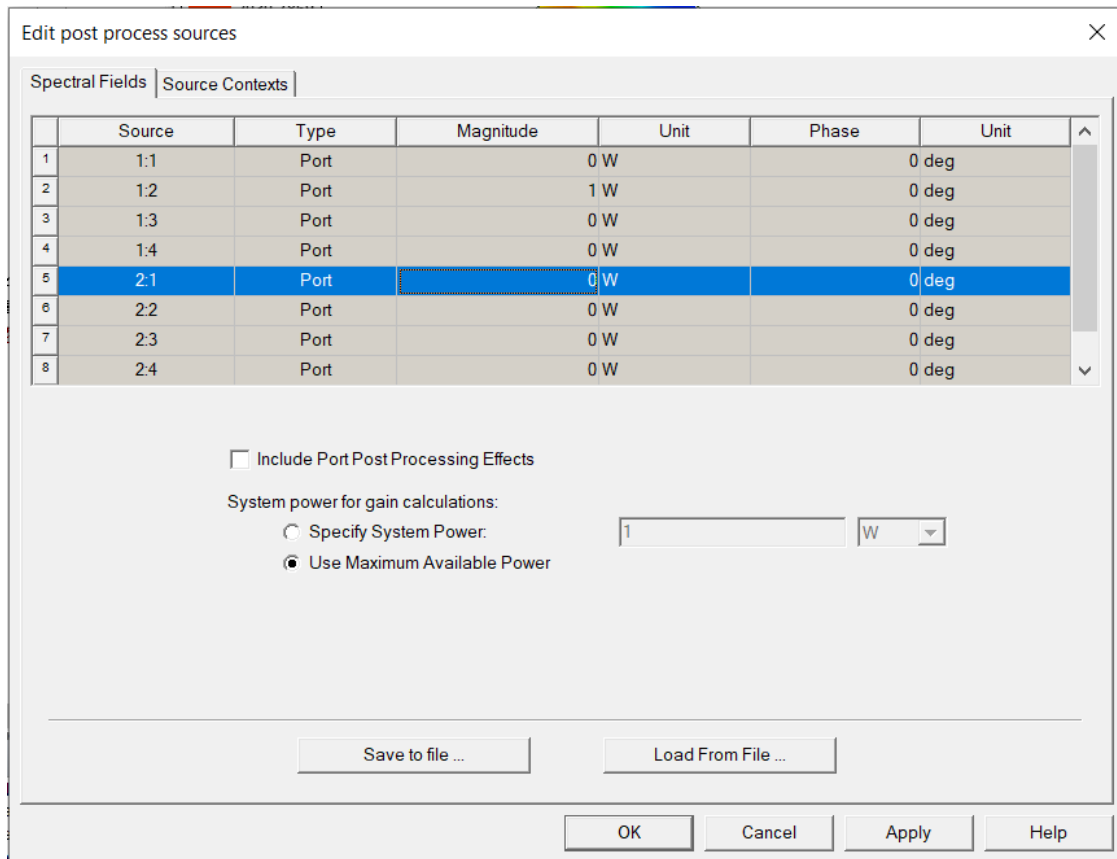 Edit post process sources
Spectral Fields Source Contexts
Source Type Magnitude Unit Phase Unit
1 1:1 Port 0 W 0 deg
2 1:2 Port 1 W 0 deg
3 1:3 Port 0 W 0 deg
4 1:4 Port 0 W 0 deg
5 2:1 Port 0 W 0 deg
6 2:2 Port 0 W 0 deg
7 2:3 Port 0 W 0 deg
8 2:4 Port 0 W 0 deg
Include Port Post Processing Effects
System power for gain calculations:
Specify System Power: 1 W
Use Maximum Available Power
Save to file ... Load From File ...
OK Cancel Apply Help